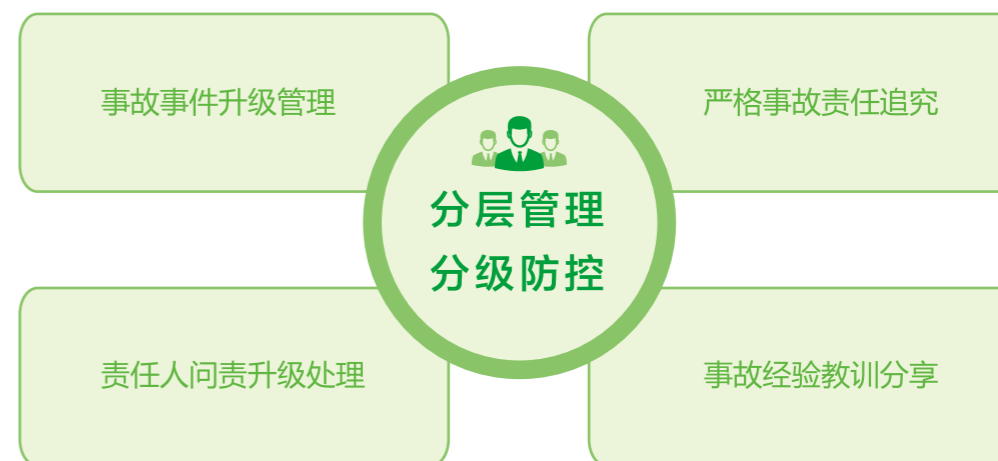 事故事件升级管理
严格事故责任追究
分层管理
分级防控
责任人问责升级处理
事故经验教训分享